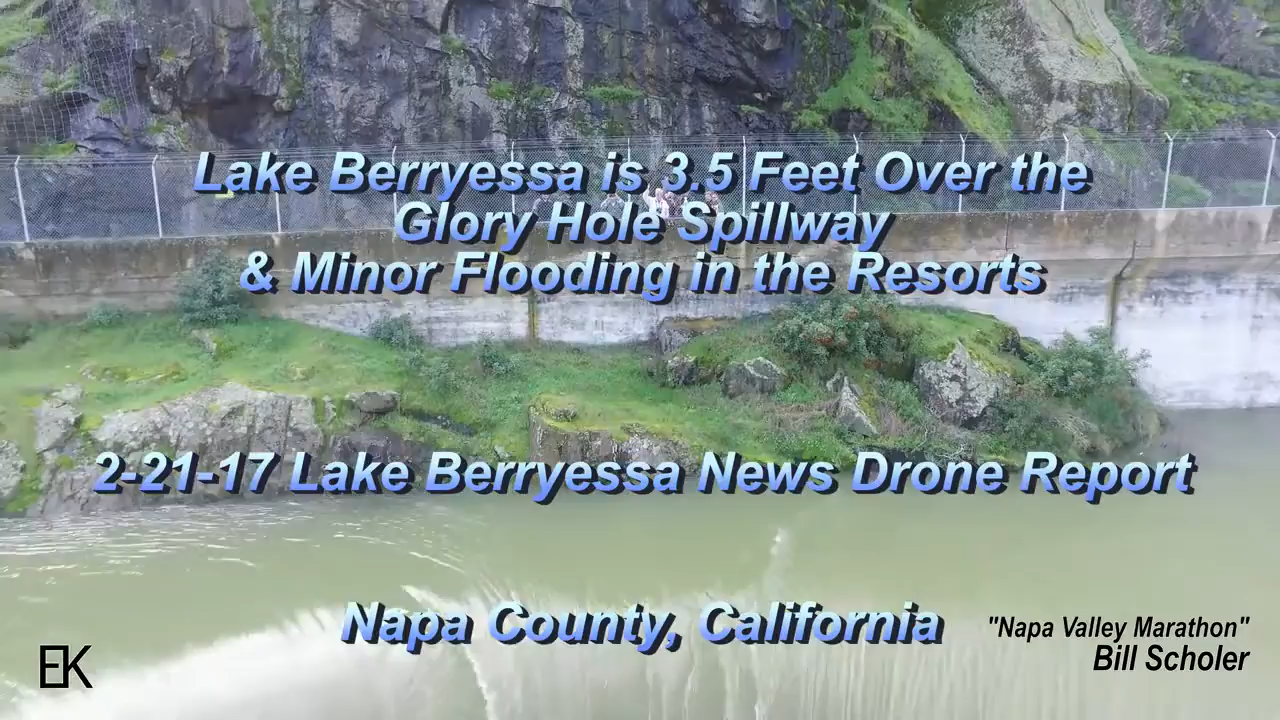 Lake Berryessa is 3.5 Feet Over the
Glory Hole Spillway
& Minor Flooding in the Resorts
2-21-17 Lake Berryessa News Drone Report
Napa County, California
"Napa Valley Marathon"
Bill Scholer
EK